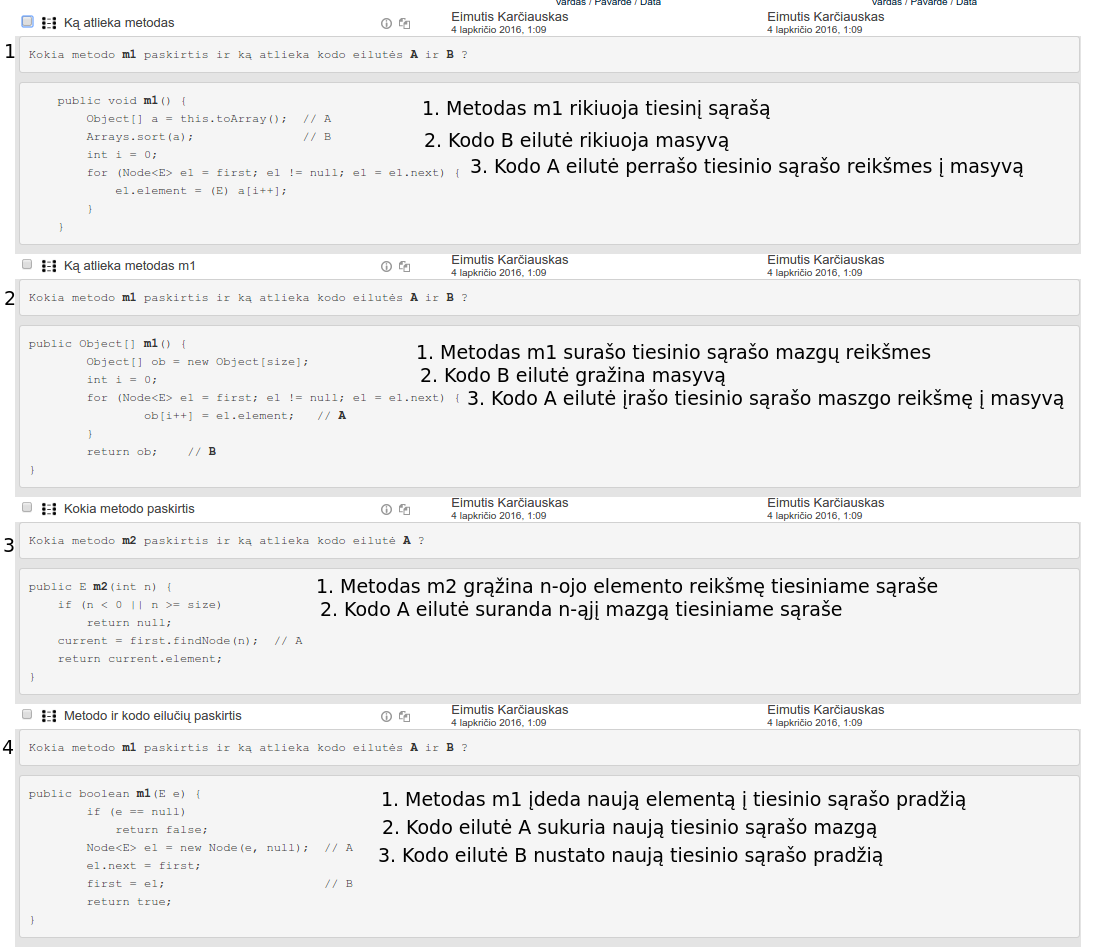 Vardas / Pavardė / Data Vardas / Pavardė / Data
Ką atlieka metodas Eimutis Karčiauskas Eimutis Karčiauskas
4 lapkričio 2016, 1:09 4 lapkričio 2016, 1:09
1
Kokia metodo m1 paskirtis ir ką atlieka kodo eilutės A ir B ?
public void m1() {
1. Metodas m1 rikiuoja tiesinį sąrašą
Object[] a = this.toArray(); // A
Arrays.sort(a); // B
2. Kodo B eilutė rikiuoja masyvą
int i = 0;
for (Node<E> e1 = first; e1 != null; e1 = e1.next) {
3. Kodo A eilutė perrašo tiesinio sąrašo reikšmes į masyvą
e1.element = (E) a[i++];
}
}
Ką atlieka metodas m1 Eimutis Karčiauskas Eimutis Karčiauskas
4 lapkričio 2016, 1:09 4 lapkričio 2016, 1:09
2
Kokia metodo m1 paskirtis ir ką atlieka kodo eilutės A ir B ?
public Object[] m1() {
1. Metodas m1 surašo tiesinio sąrašo mazgų reikšmes
Object[] ob = new Object[size];
2. Kodo B eilutė gražina masyvą
int i = 0;
for (Node<E> e1 = first; e1 != null; e1 = e1.next) {
3. Kodo A eilutė įrašo tiesinio sąrašo maszgo reikšmę į masyvą
ob[i++] = e1.element; // A
}
return ob; // B
}
Kokia metodo paskirtis Eimutis Karčiauskas Eimutis Karčiauskas
4 lapkričio 2016, 1:09 4 lapkričio 2016, 1:09
3
Kokia metodo m2 paskirtis ir ką atlieka kodo eilutė A ?
public E m2(int n) {
1. Metodas m2 grąžina n-ojo elemento reikšmę tiesiniame sąraše
if (n < 0 || n >= size)
2. Kodo A eilutė suranda n-ąjį mazgą tiesiniame sąraše
return null;
current = first.findNode(n); // A
return current.element;
}
Metodo ir kodo eilučių paskirtis Eimutis Karčiauskas Eimutis Karčiauskas
4 lapkričio 2016, 1:09 4 lapkričio 2016, 1:09
4
Kokia metodo m1 paskirtis ir ką atlieka kodo eilutės A ir B ?
public boolean m1(E e) {
1. Metodas m1 įdeda naują elementą į tiesinio sąrašo pradžią
if (e == null)
return false;
2. Kodo eilutė A sukuria naują tiesinio sąrašo mazgą
Node<E> e1 = new Node(e, null); // A
3. Kodo eilutė B nustato naują tiesinio sąrašo pradžią
e1.next = first;
first = e1; // B
return true;
}